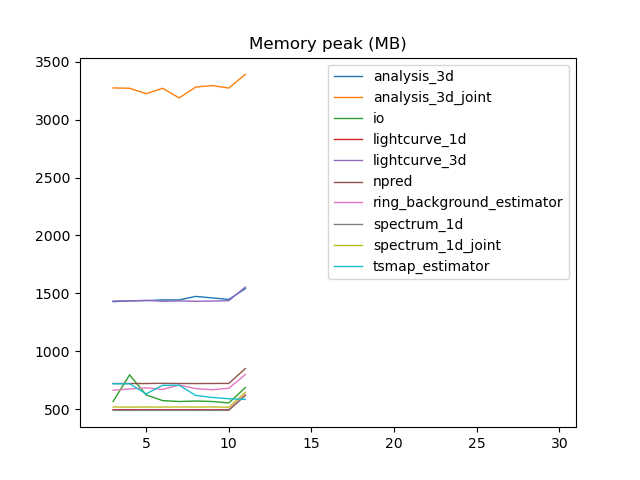 Memory peak (MB)
3500
3000
2500
2000
1500
1000
500
analysis_3d
analysis_3d_joint
io
lightcurve_1d
lightcurve_3d
npred
ring_background_estimator
spectrum_1d
spectrum_1d_joint
tsmap_estimator
5 10 15 20 25 30